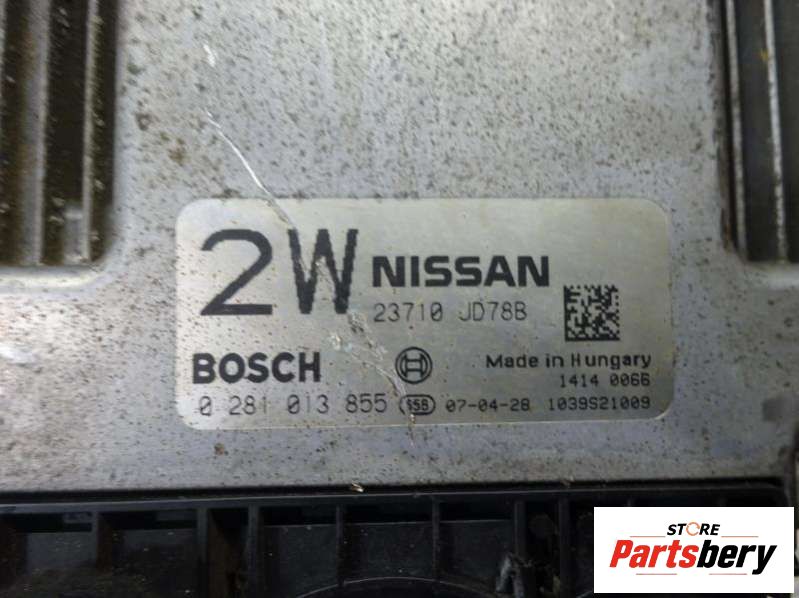 2W NISSAN
23710 JD78B
BOSCH
Made in Hungary
1414 0066
0 281 013 855 S5B 07-04-28 1039S21009
STORE
Partsbery